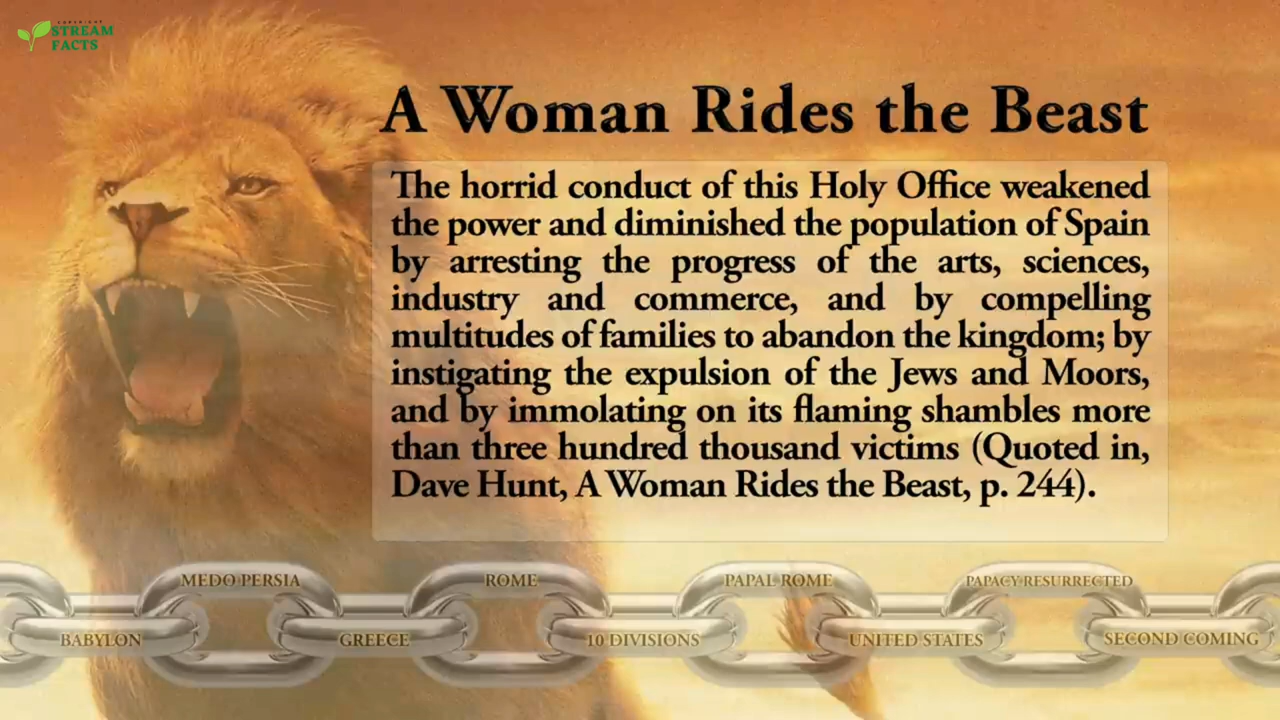 COPYRIGHT
STREAM
FACTS
A Woman Rides the Beast
The horrid conduct of this Holy Office weakened
the power and diminished the population of Spain
by arresting the progress of the arts, sciences,
industry and commerce, and by compelling
multitudes of families to abandon the kingdom; by
instigating the expulsion of the Jews and Moors,
and by immolating on its flaming shambles more
than three hundred thousand victims (Quoted in,
Dave Hunt, A Woman Rides the Beast, p. 244).
MEDO PERSIA ROME PAPAL ROME PAPACY RESURRECTED
BABYLON GREECE 10 DIVISIONS UNITED STATES SECOND COMING